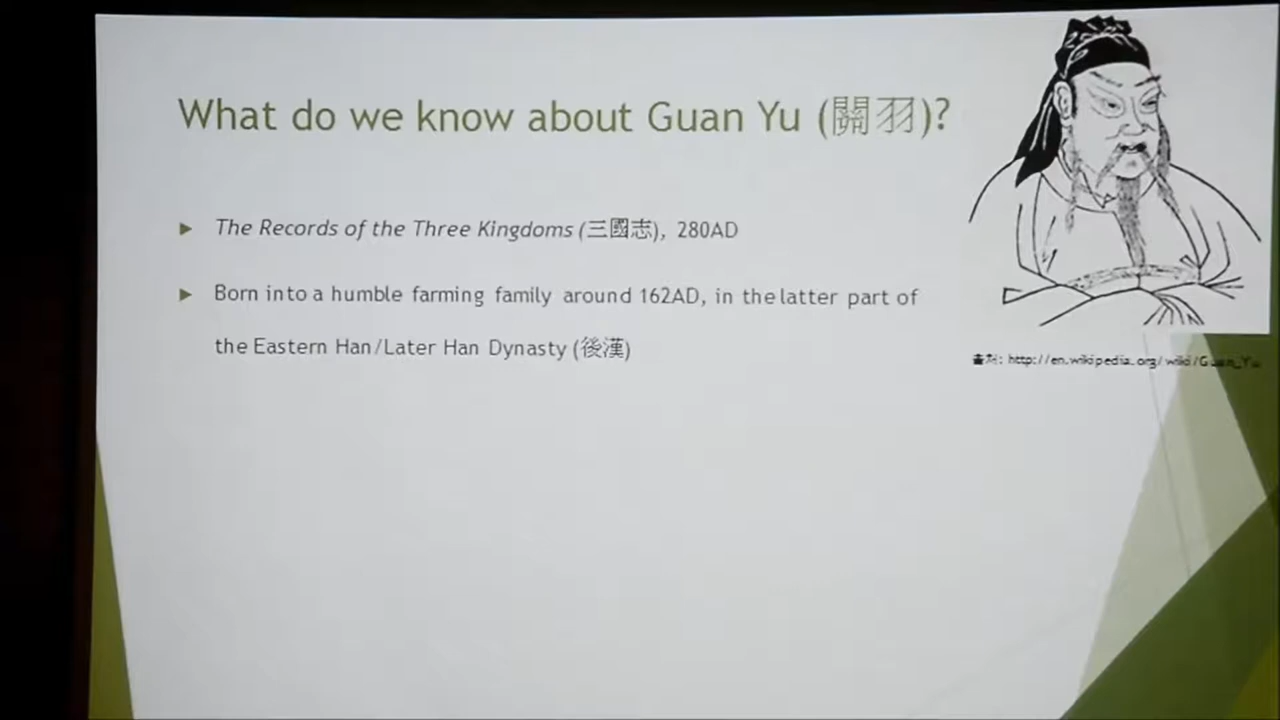 What do we know about Guan Yu (關羽)?
► The Records of the Three Kingdoms (三國志), 280AD
► Born into a humble farming family around 162AD, in the latter part of
the Eastern Han/Later Han Dynasty (後漢)
출처: http://en.wikipedia.org/wiki/Guan_Yu